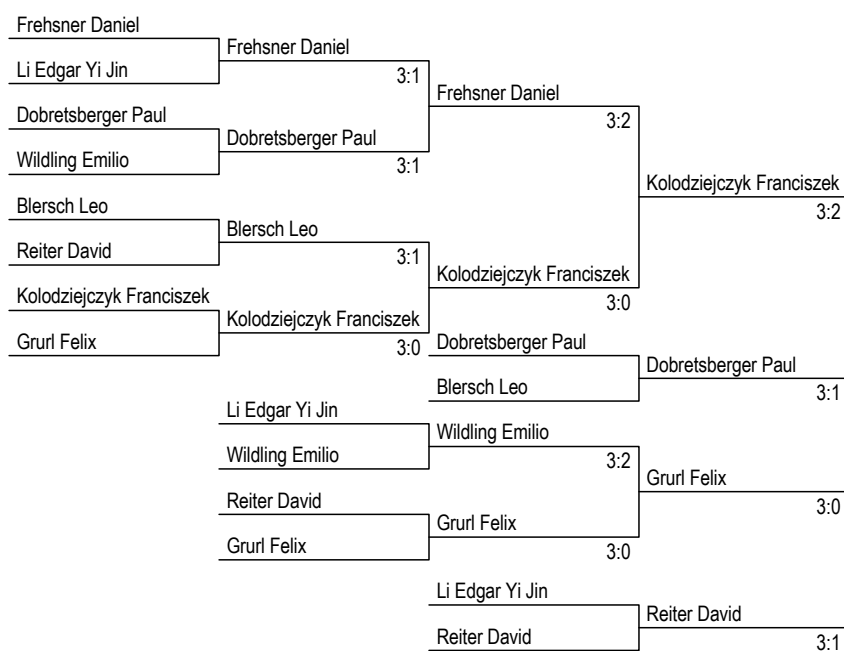 Frehsner Daniel
Frehsner Daniel
Li Edgar Yi Jin
3:1
Frehsner Daniel
Dobretsberger Paul
3:2
Dobretsberger Paul
Wildling Emilio
3:1
Kolodziejczyk Franciszek
3:2
Blersch Leo
Blersch Leo
Reiter David
3:1
Kolodziejczyk Franciszek
Kolodziejczyk Franciszek
3:0
Kolodziejczyk Franciszek
Grurl Felix
3:0
Dobretsberger Paul
Dobretsberger Paul
Blersch Leo
3:1
Li Edgar Yi Jin
Wildling Emilio
Wildling Emilio
3:2
Grurl Felix
Reiter David
3:0
Grurl Felix
Grurl Felix
3:0
Li Edgar Yi Jin
Reiter David
Reiter David
3:1